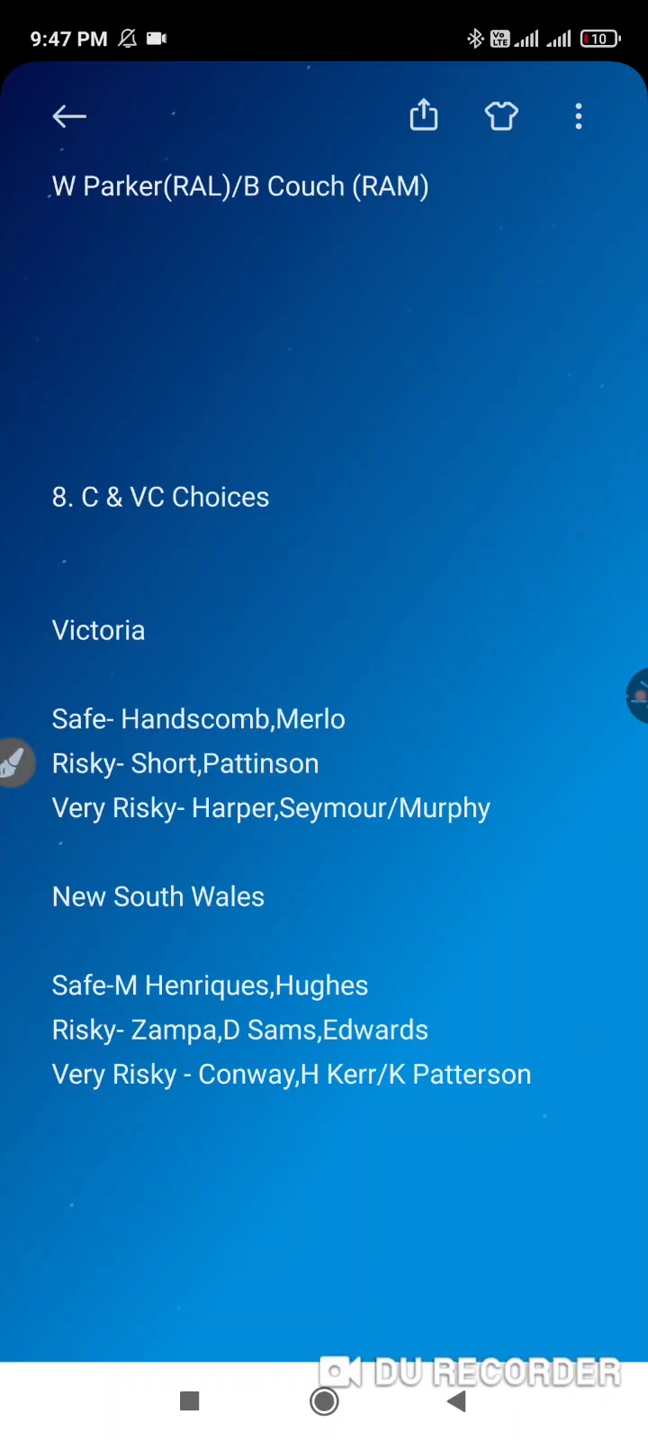 9:47 PM
Vo LTE
10
W Parker(RAL)/B Couch (RAM)
8. C & VC Choices
Victoria
Safe- Handscomb,Merlo
Risky- Short,Pattinson
Very Risky- Harper,Seymour/Murphy
New South Wales
Safe-M Henriques,Hughes
Risky- Zampa,D Sams,Edwards
Very Risky - Conway,H Kerr/K Patterson
DU RECORDER